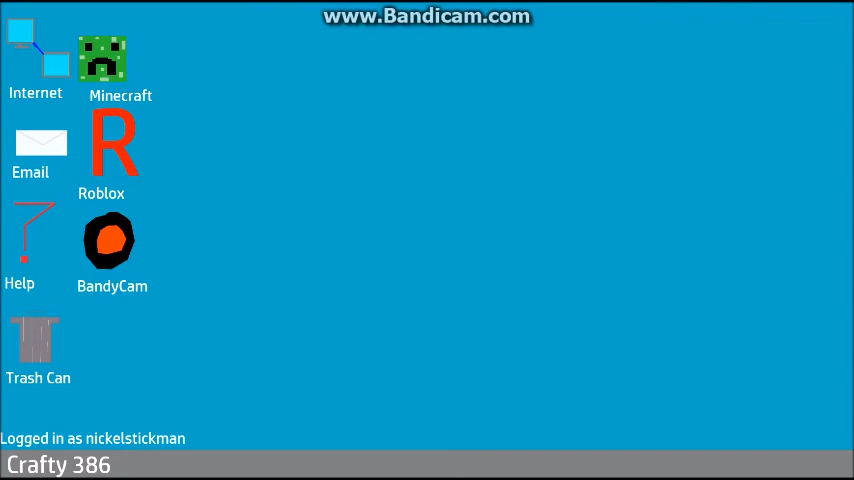 www.Bandicam.com
Internet
Minecraft
Email
R
Roblox
Help
BandyCam
Trash Can
Logged in as nickelstickman
Crafty 386